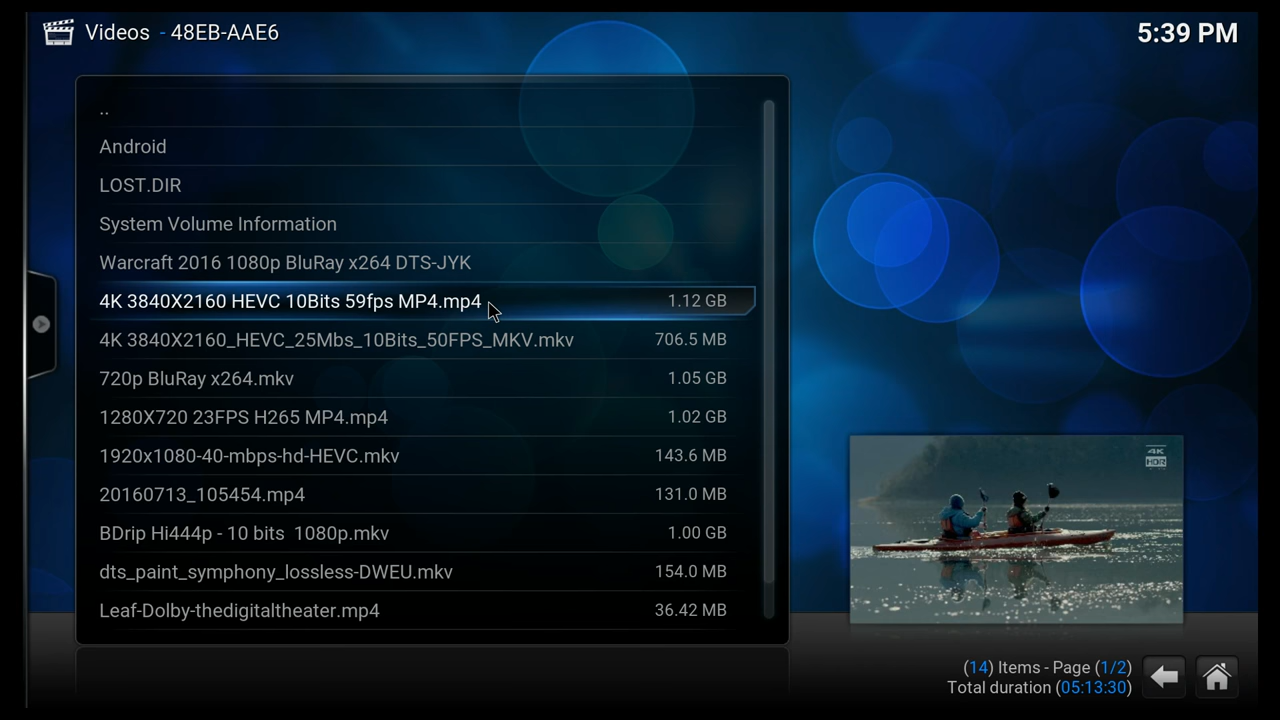 Videos - 48EB-AAE6
5:39 PM
..
Android
LOST.DIR
System Volume Information
Warcraft 2016 1080p BluRay x264 DTS-JYK
4K 3840X2160 HEVC 10Bits 59fps MP4.mp4 1.12 GB
4K 3840X2160_HEVC_25Mbs_10Bits_50FPS_MKV.mkv 706.5 MB
720p BluRay x264.mkv 1.05 GB
1280X720 23FPS H265 MP4.mp4 1.02 GB
1920x1080-40-mbps-hd-HEVC.mkv 143.6 MB
20160713_105454.mp4 131.0 MB
BDrip Hi444p - 10 bits  1080p.mkv 1.00 GB
dts_paint_symphony_lossless-DWEU.mkv 154.0 MB
Leaf-Dolby-thedigitaltheater.mp4 36.42 MB
4K
HDR
(14) Items - Page (1/2)
Total duration (05:13:30)